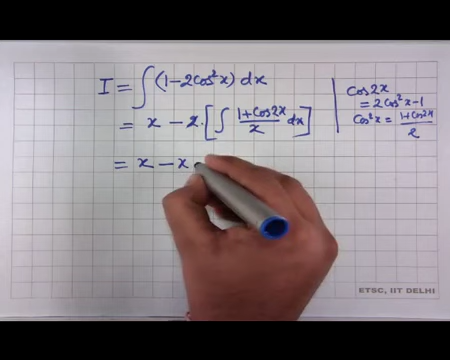 I = ∫ (1 - 2cos²x) dx
= x - 2·[∫ (1+cos2x)/2 dx]
= x - x
cos2x
= 2cos²x - 1
cos²x = (1+cos2x)/2
ETSC, IIT DELHI